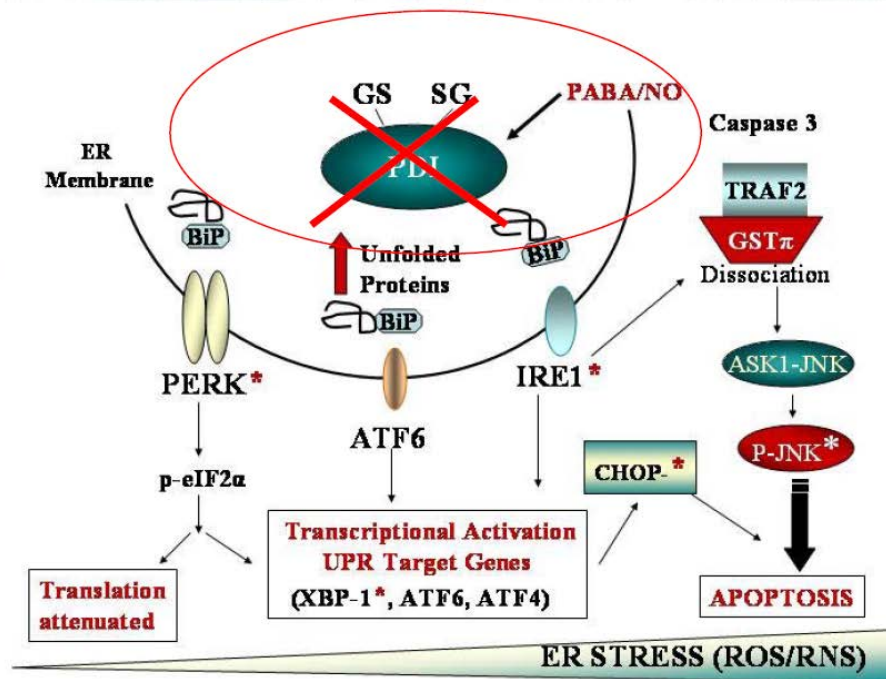 GS SG
PABA/NO
Caspase 3
ER
Membrane
PDI
TRAF2
BiP
BiP
GSTπ
Unfolded
Proteins
Dissociation
BiP
ASK1-JNK
PERK*
IRE1*
ATF6
P-JNK*
CHOP-*
p-eIF2α
Transcriptional Activation
UPR Target Genes
(XBP-1*, ATF6, ATF4)
Translation
attenuated
APOPTOSIS
ER STRESS (ROS/RNS)